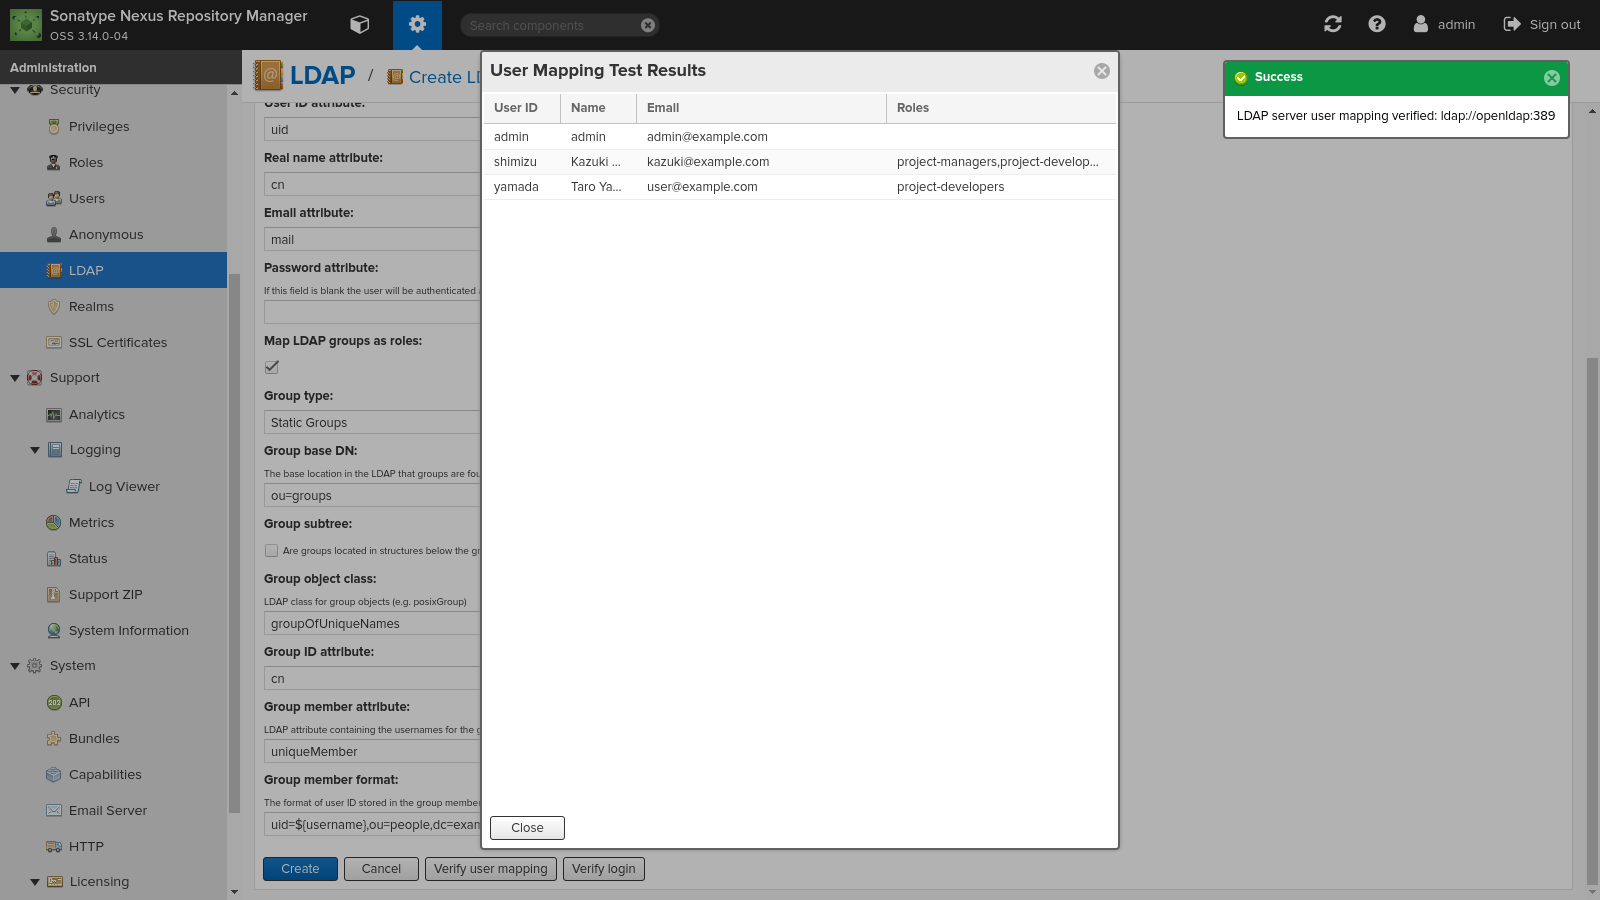 Sonatype Nexus Repository Manager
OSS 3.14.0-04
Search components
admin
Sign out
Administration
Security
Privileges
Roles
Users
Anonymous
LDAP
Realms
SSL Certificates
Support
Analytics
Logging
Log Viewer
Metrics
Status
Support ZIP
System Information
System
API
Bundles
Capabilities
Email Server
HTTP
Licensing
LDAP / Create LD
User ID attribute:
uid
Real name attribute:
cn
Email attribute:
mail
Password attribute:
If this field is blank the user will be authenticated
Map LDAP groups as roles:
Group type:
Static Groups
Group base DN:
The base location in the LDAP that groups are fou
ou=groups
Group subtree:
Are groups located in structures below the gr
Group object class:
LDAP class for group objects (e.g. posixGroup)
groupOfUniqueNames
Group ID attribute:
cn
Group member attribute:
LDAP attribute containing the usernames for the g
uniqueMember
Group member format:
The format of user ID stored in the group member
uid=${username},ou=people,dc=exam
Create
Cancel
Verify user mapping
Verify login
User Mapping Test Results
User ID Name Email Roles
admin admin admin@example.com
shimizu Kazuki ... kazuki@example.com project-managers,project-develop...
yamada Taro Ya... user@example.com project-developers
Close
Success
LDAP server user mapping verified: ldap://openldap:389